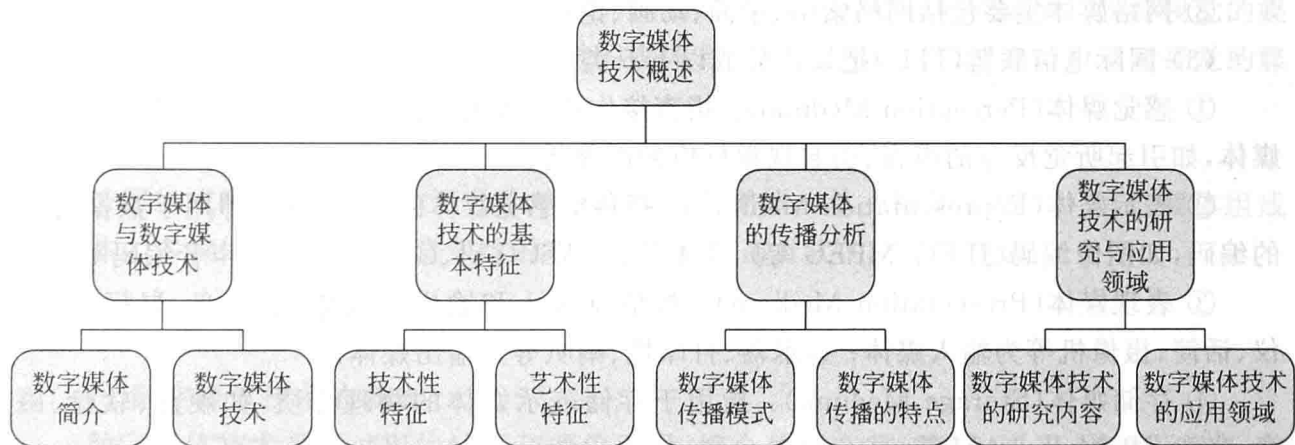 数字媒体
技术概述
数字媒体
与数字媒
体技术
数字媒体
技术的基
本特征
数字媒体
的传播分析
数字媒体
技术的研
究与应用
领域
数字媒体
简介
数字媒体
技术
技术性
特征
艺术性
特征
数字媒体
传播模式
数字媒体
传播的特点
数字媒体技术
的研究内容
数字媒体技术
的应用领域